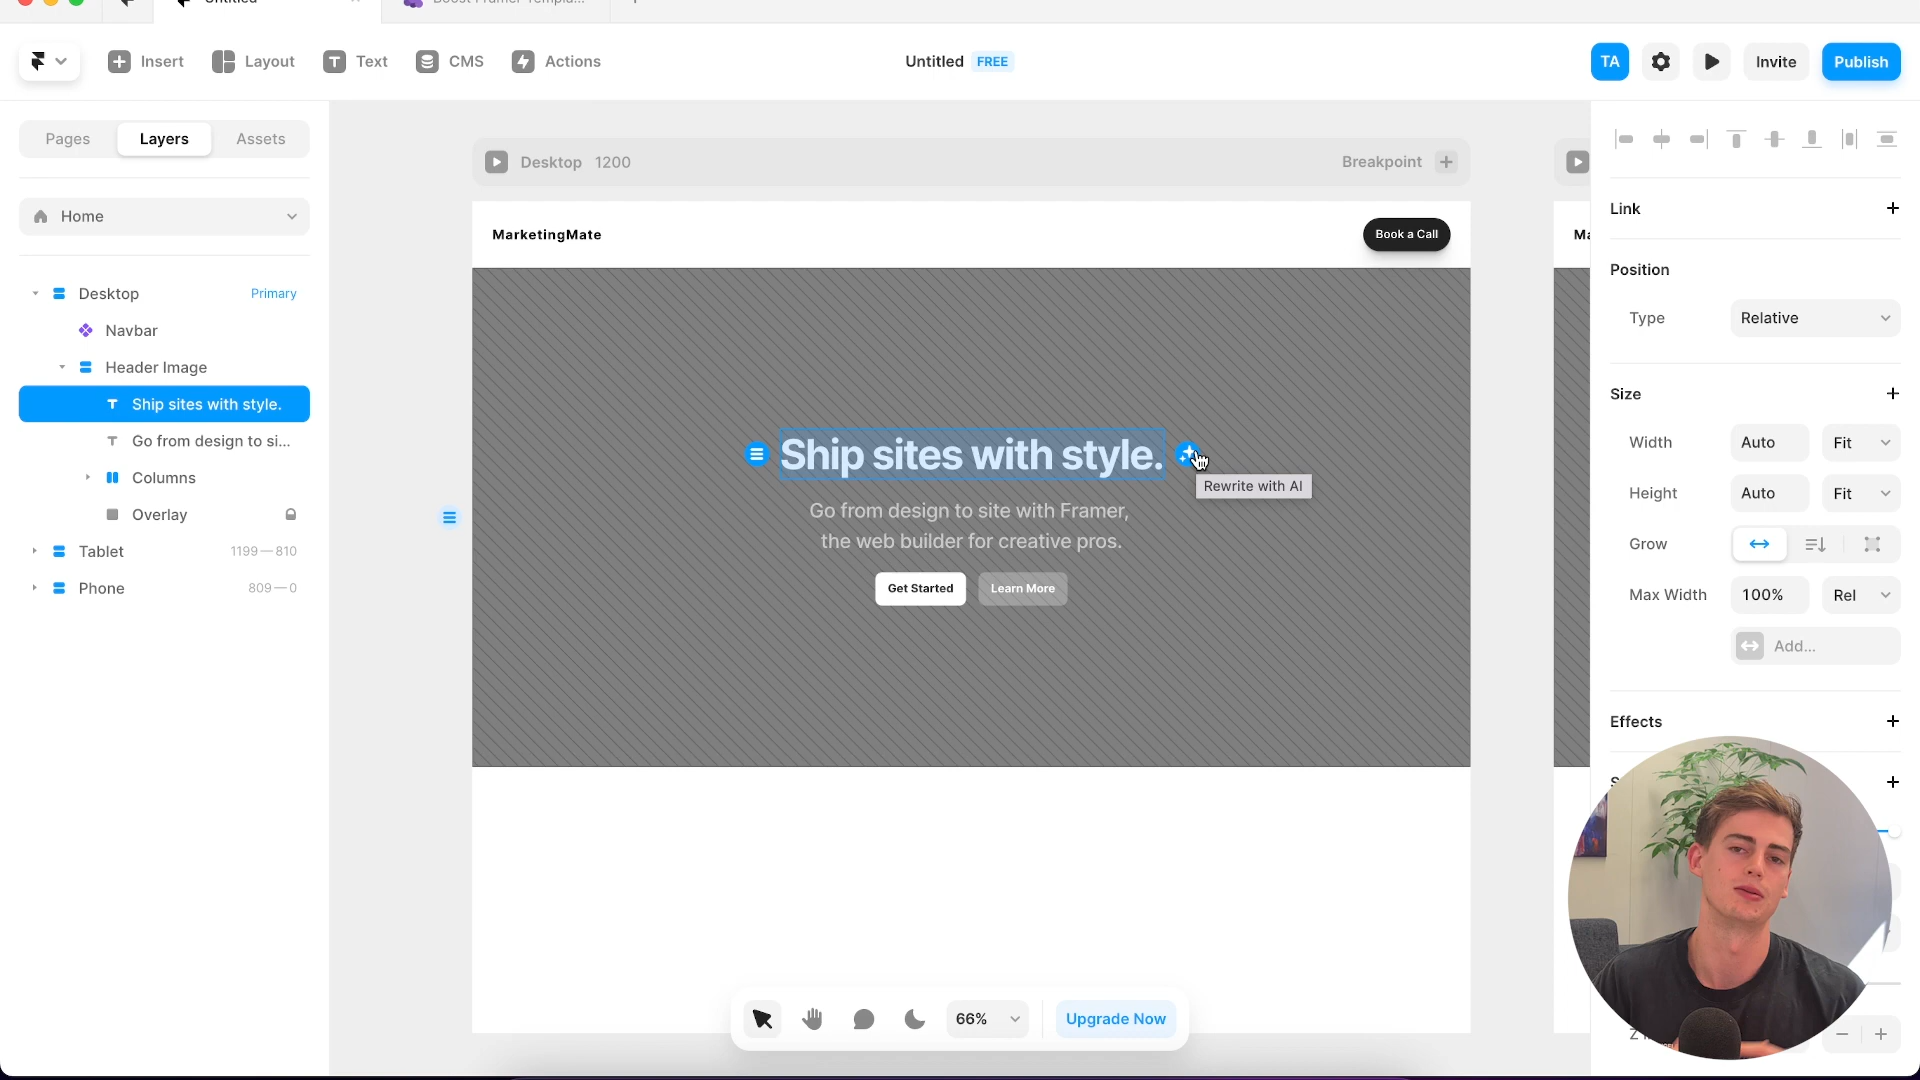 Insert
Layout
Text
CMS
Actions
Untitled
FREE
TA
Invite
Publish
Pages
Layers
Assets
Home
Desktop
Primary
Navbar
Header Image
Ship sites with style.
Go from design to si...
Columns
Overlay
Tablet
1199 — 810
Phone
809 — 0
Desktop 1200
Breakpoint
MarketingMate
Book a Call
Ship sites with style.
Rewrite with AI
Go from design to site with Framer,
the web builder for creative pros.
Get Started
Learn More
66%
Upgrade Now
Link
Position
Type
Relative
Size
Width
Auto
Fit
Height
Auto
Fit
Grow
Max Width
100%
Rel
Add...
Effects